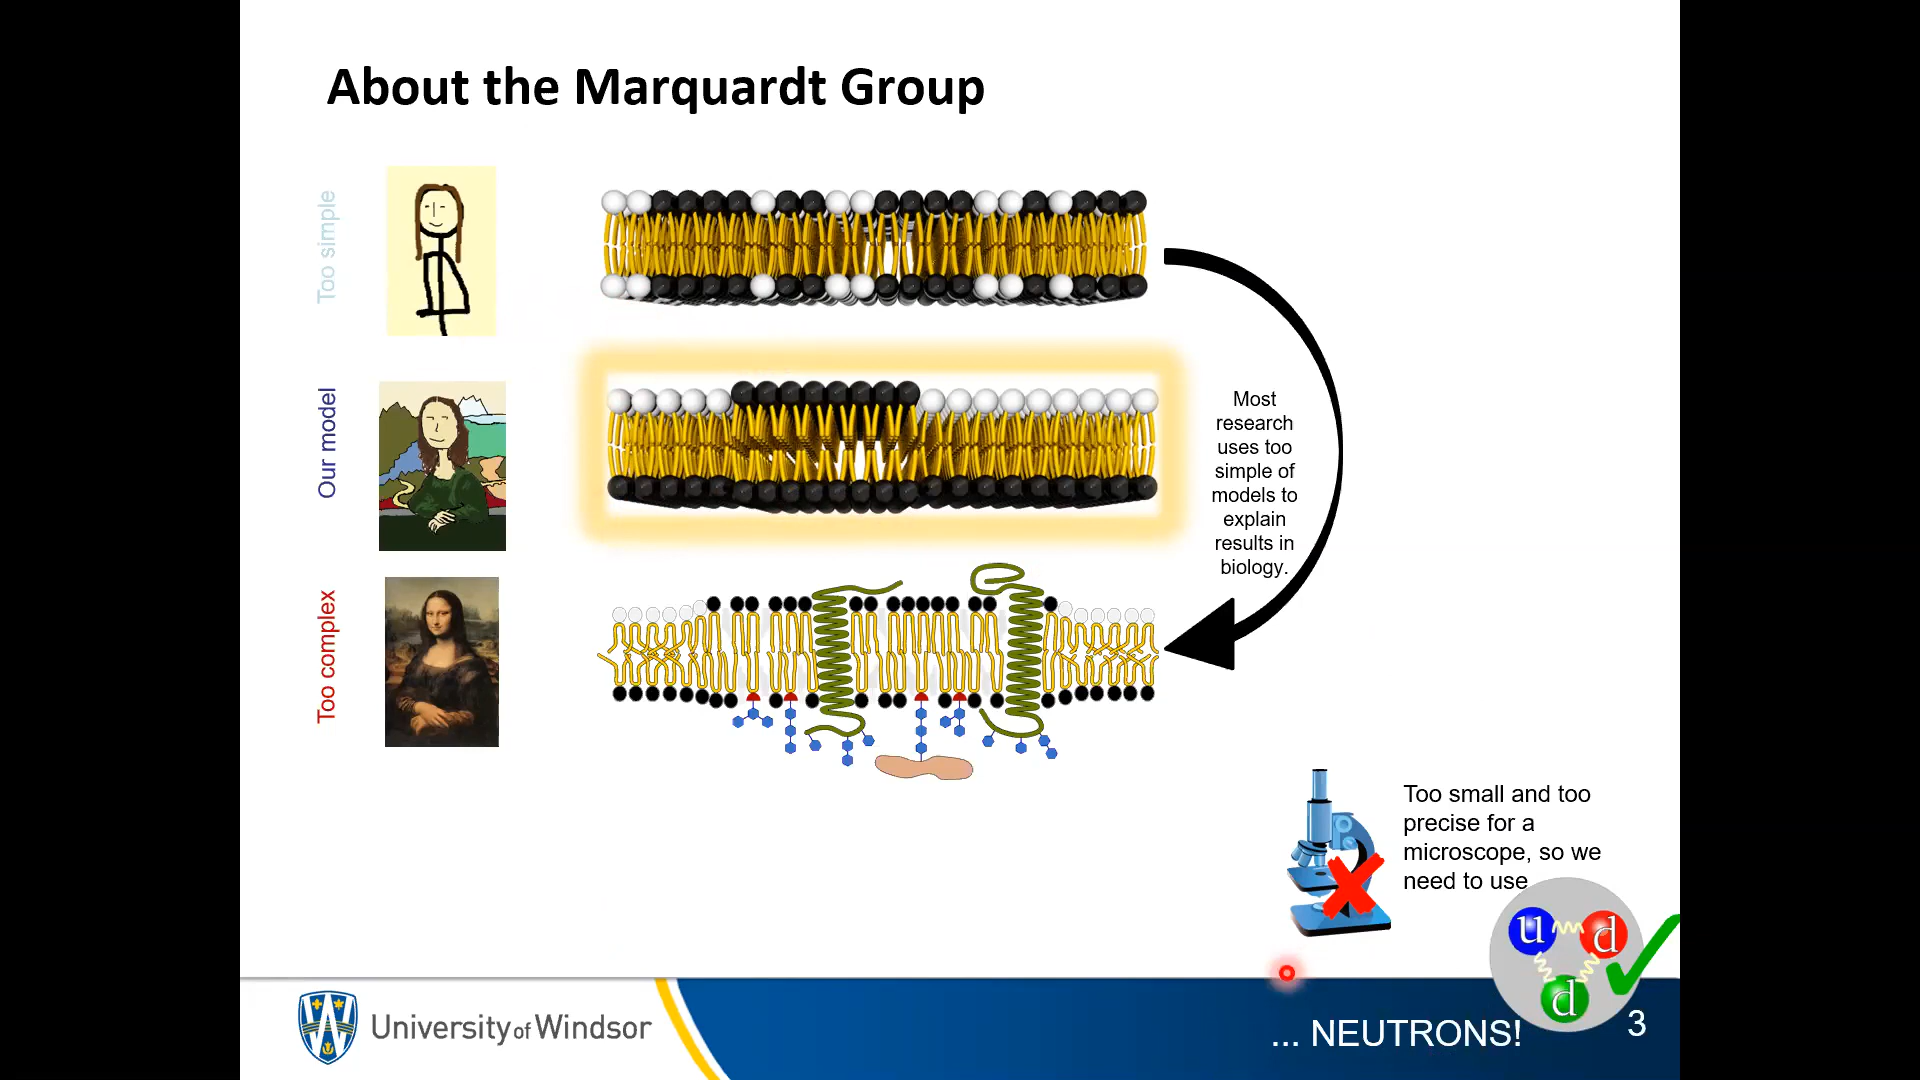 About the Marquardt Group
Too simple
Our model
Too complex
Most
research
uses too
simple of
models to
explain
results in
biology.
Too small and too
precise for a
microscope, so we
need to use
u d
d
... NEUTRONS!
3
University of Windsor